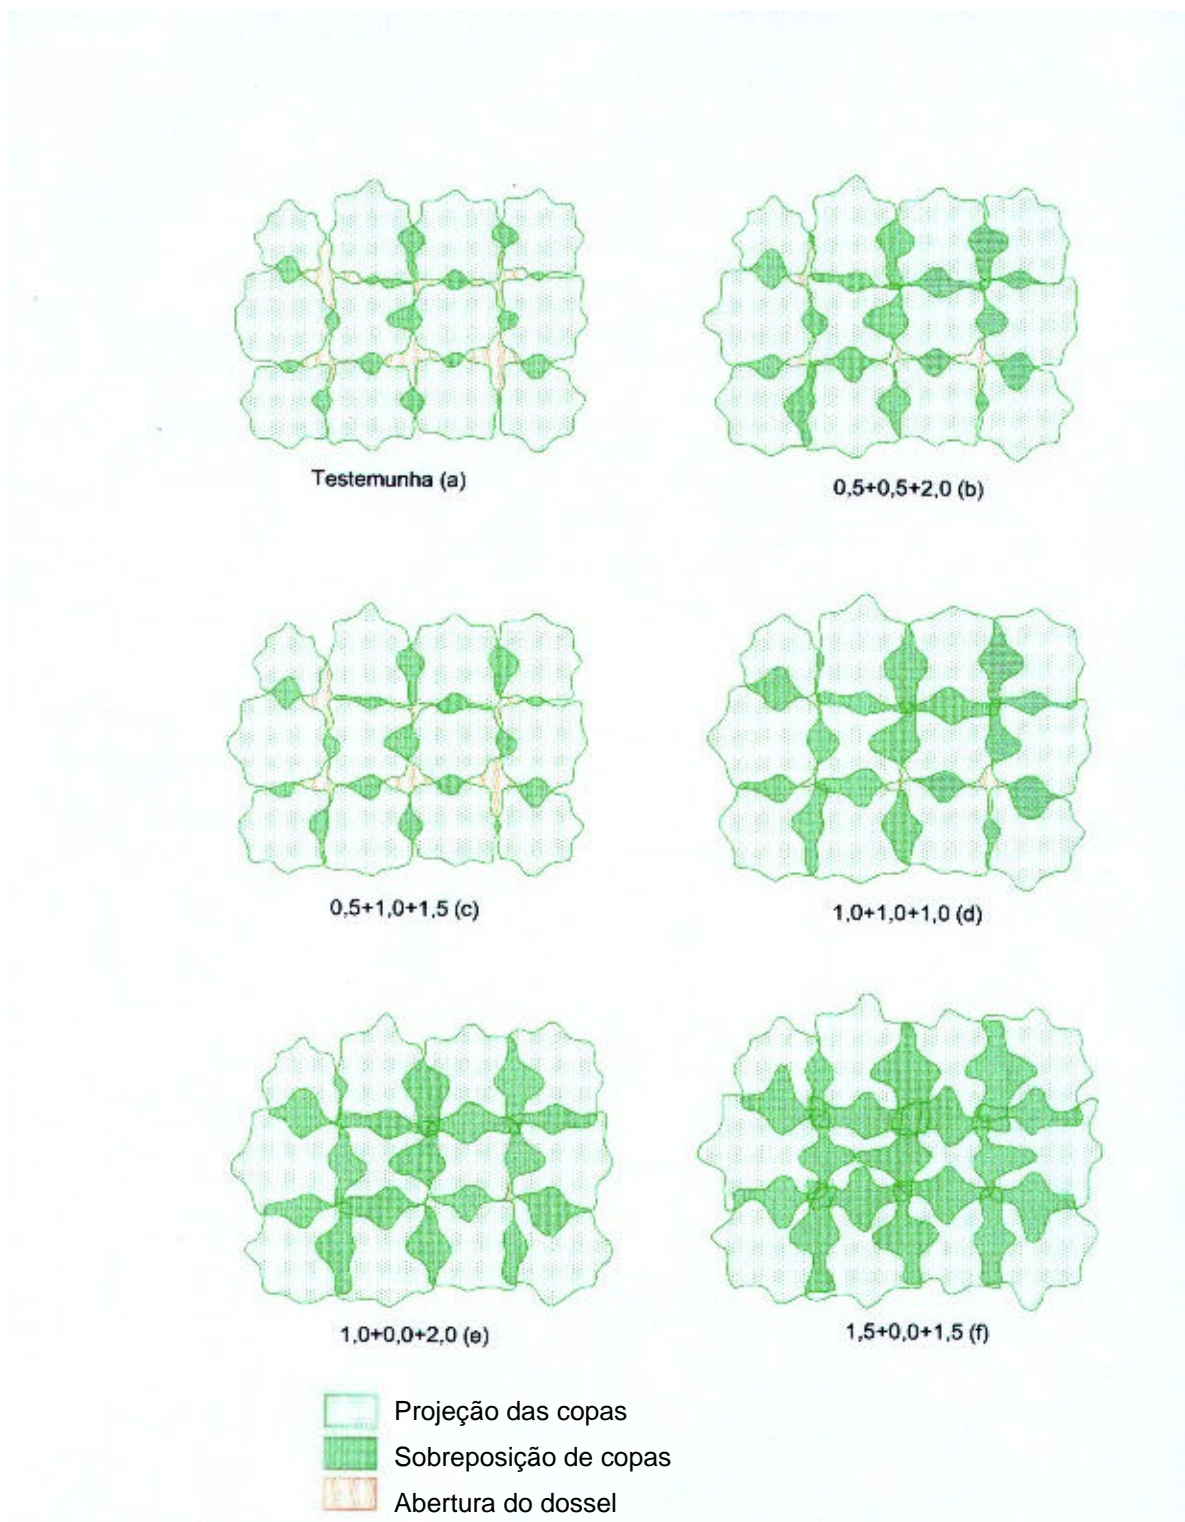 Testemunha (a)
0,5+0,5+2,0 (b)
0,5+1,0+1,5 (c)
1,0+1,0+1,0 (d)
1,0+0,0+2,0 (e)
1,5+0,0+1,5 (f)
Projeção das copas
Sobreposição de copas
Abertura do dossel